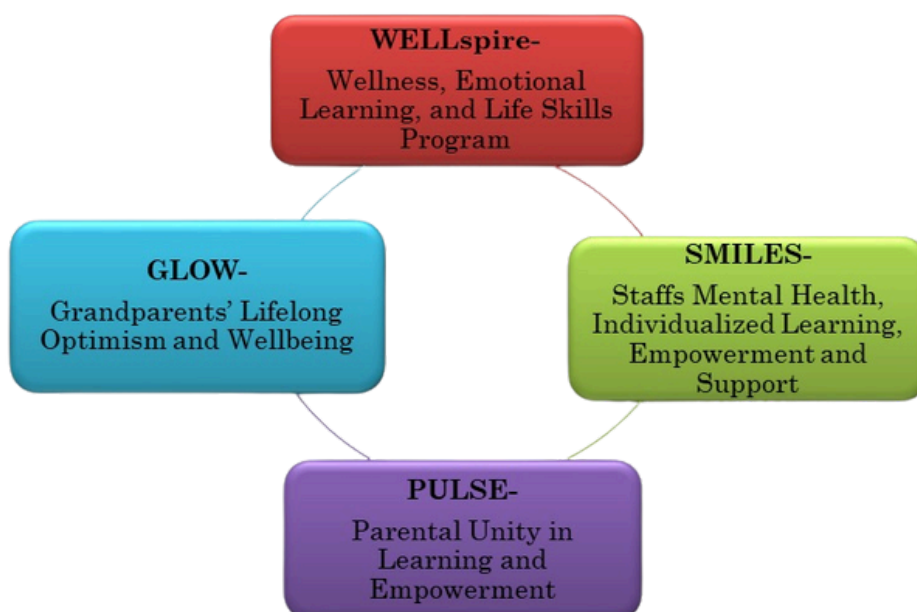 WELLspire-
Wellness, Emotional
Learning, and Life Skills
Program
GLOW-
Grandparents’ Lifelong
Optimism and Wellbeing
SMILES-
Staffs Mental Health,
Individualized Learning,
Empowerment and
Support
PULSE-
Parental Unity in
Learning and
Empowerment